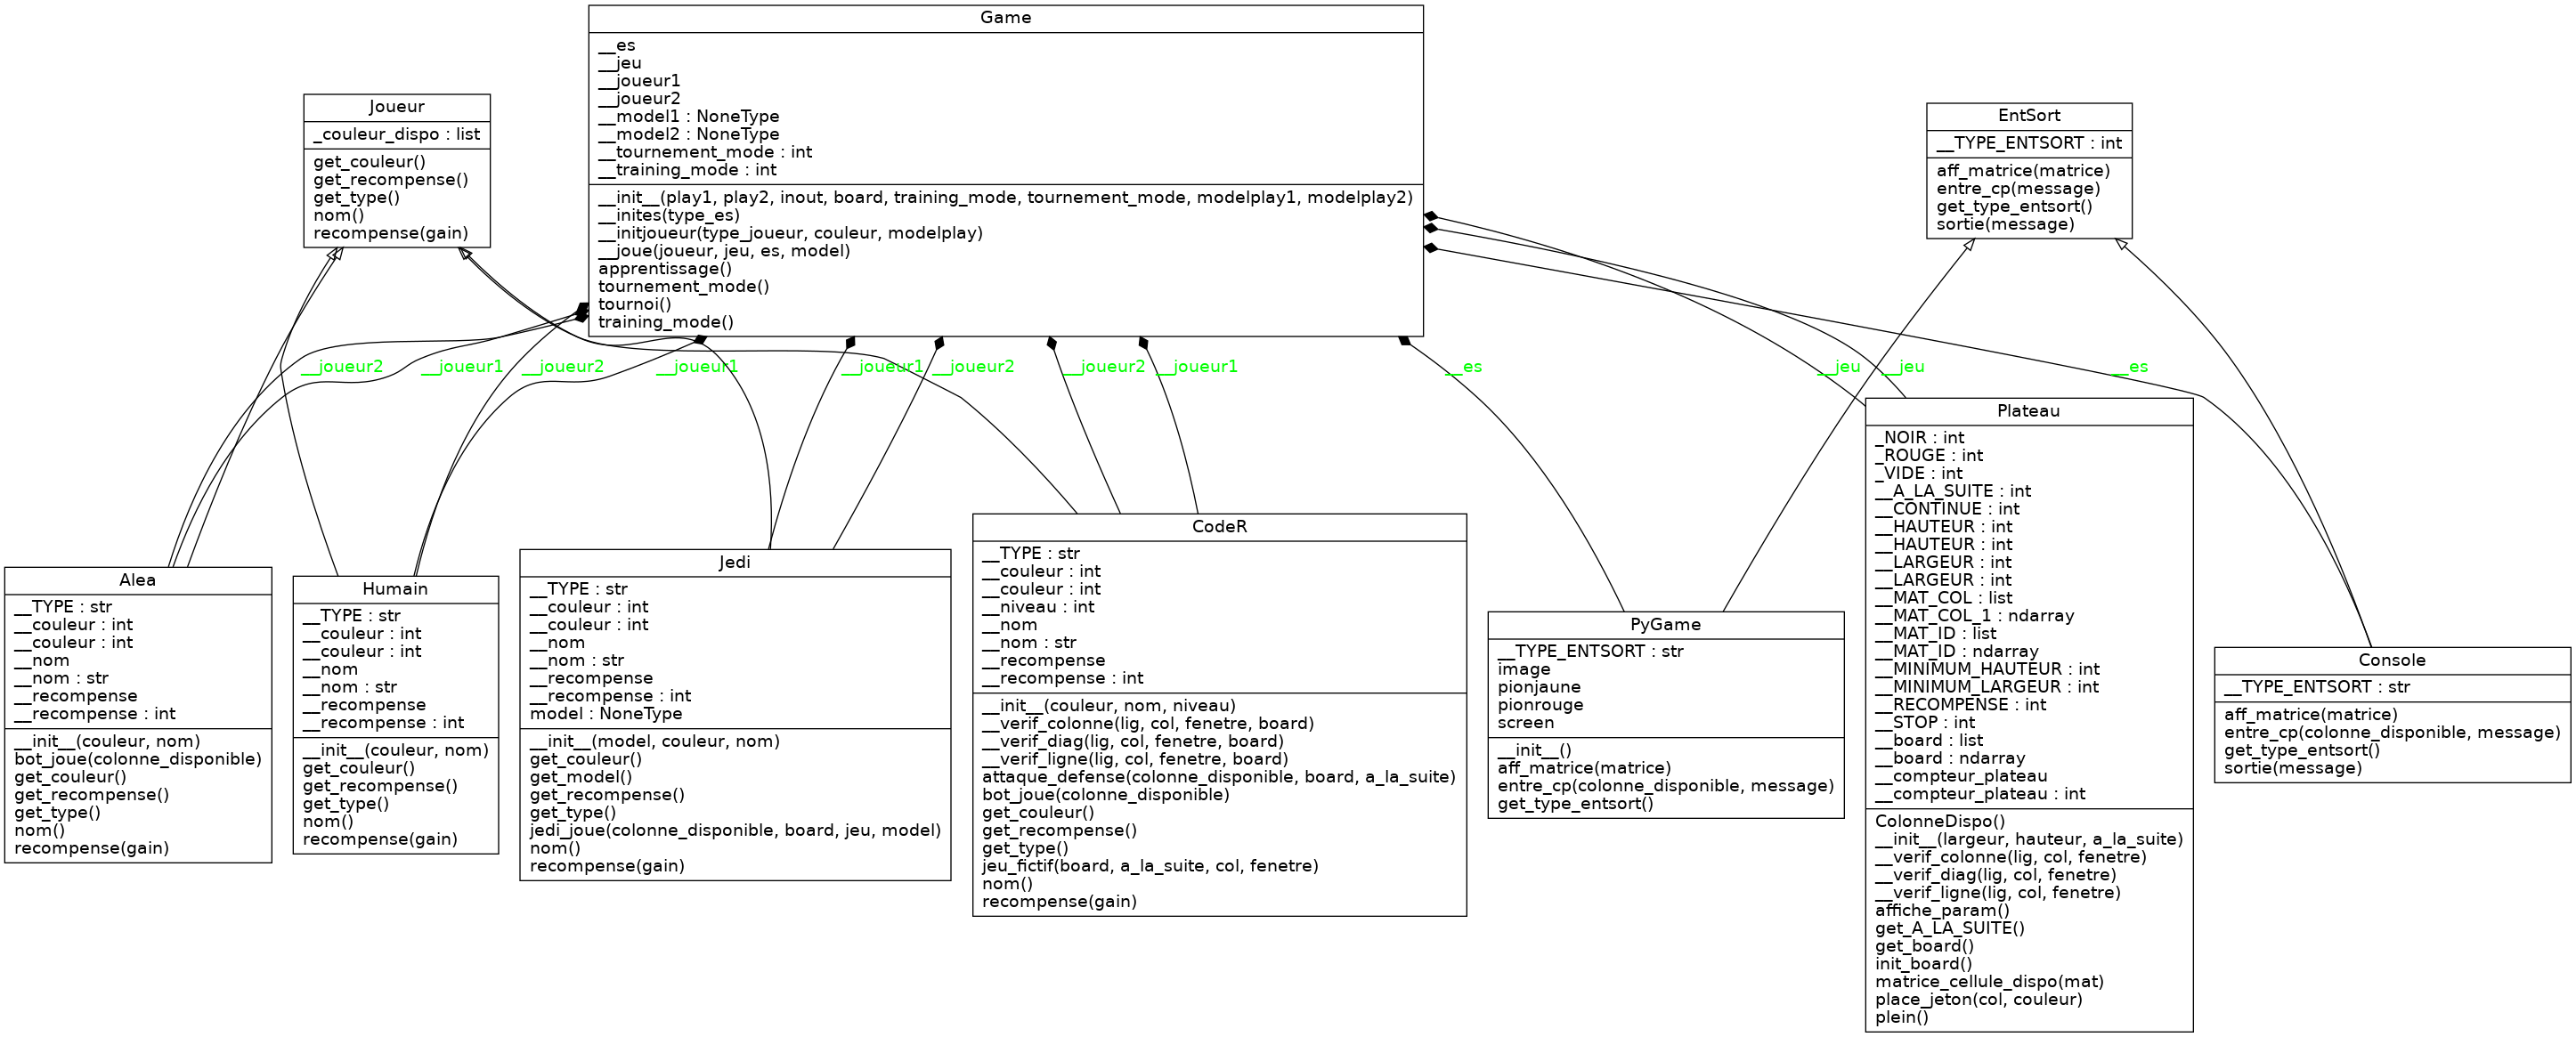 Game
__es
__jeu
__joueur1
__joueur2
__model1 : NoneType
__model2 : NoneType
__tournement_mode : int
__training_mode : int
__init__(play1, play2, inout, board, training_mode, tournement_mode, modelplay1, modelplay2)
__inites(type_es)
__initjoueur(type_joueur, couleur, modelplay)
__joue(joueur, jeu, es, model)
apprentissage()
tournement_mode()
tournoi()
training_mode()
Joueur
_couleur_dispo : list
get_couleur()
get_recompense()
get_type()
nom()
recompense(gain)
EntSort
__TYPE_ENTSORT : int
aff_matrice(matrice)
entre_cp(message)
get_type_entsort()
sortie(message)
__joueur2
__joueur1
__joueur2
__joueur1
__joueur1
__joueur2
__joueur2
__joueur1
__es
__jeu
__jeu
__es
Alea
__TYPE : str
__couleur : int
__couleur : int
__nom
__nom : str
__recompense
__recompense : int
__init__(couleur, nom)
bot_joue(colonne_disponible)
get_couleur()
get_recompense()
get_type()
nom()
recompense(gain)
Humain
__TYPE : str
__couleur : int
__couleur : int
__nom
__nom : str
__recompense
__recompense : int
__init__(couleur, nom)
get_couleur()
get_recompense()
get_type()
nom()
recompense(gain)
Jedi
__TYPE : str
__couleur : int
__couleur : int
__nom
__nom : str
__recompense
__recompense : int
model : NoneType
__init__(model, couleur, nom)
get_couleur()
get_model()
get_recompense()
get_type()
jedi_joue(colonne_disponible, board, jeu, model)
nom()
recompense(gain)
CodeR
__TYPE : str
__couleur : int
__couleur : int
__niveau : int
__nom
__nom : str
__recompense
__recompense : int
__init__(couleur, nom, niveau)
__verif_colonne(lig, col, fenetre, board)
__verif_diag(lig, col, fenetre, board)
__verif_ligne(lig, col, fenetre, board)
attaque_defense(colonne_disponible, board, a_la_suite)
bot_joue(colonne_disponible)
get_couleur()
get_recompense()
get_type()
jeu_fictif(board, a_la_suite, col, fenetre)
nom()
recompense(gain)
PyGame
__TYPE_ENTSORT : str
image
pionjaune
pionrouge
screen
__init__()
aff_matrice(matrice)
entre_cp(colonne_disponible, message)
get_type_entsort()
Plateau
_NOIR : int
_ROUGE : int
_VIDE : int
__A_LA_SUITE : int
__CONTINUE : int
__HAUTEUR : int
__HAUTEUR : int
__LARGEUR : int
__LARGEUR : int
__MAT_COL : list
__MAT_COL_1 : ndarray
__MAT_ID : list
__MAT_ID : ndarray
__MINIMUM_HAUTEUR : int
__MINIMUM_LARGEUR : int
__RECOMPENSE : int
__STOP : int
__board : list
__board : ndarray
__compteur_plateau
__compteur_plateau : int
ColonneDispo()
__init__(largeur, hauteur, a_la_suite)
__verif_colonne(lig, col, fenetre)
__verif_diag(lig, col, fenetre)
__verif_ligne(lig, col, fenetre)
affiche_param()
get_A_LA_SUITE()
get_board()
init_board()
matrice_cellule_dispo(mat)
place_jeton(col, couleur)
plein()
Console
__TYPE_ENTSORT : str
aff_matrice(matrice)
entre_cp(colonne_disponible, message)
get_type_entsort()
sortie(message)